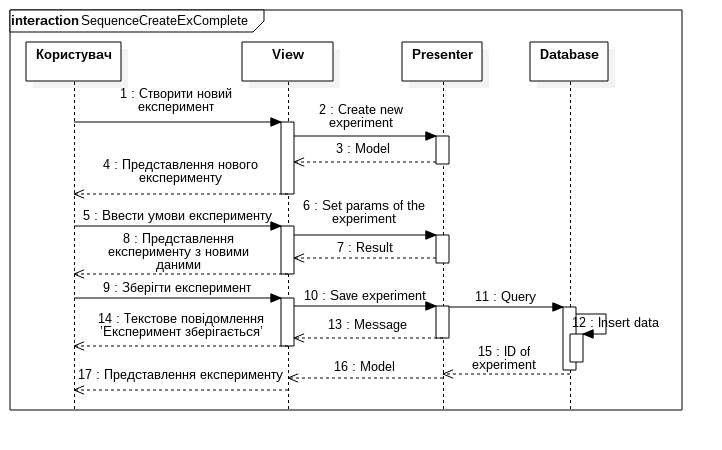 interaction SequenceCreateExComplete
Користувач
View
Presenter
Database
1 : Створити новий
експеримент
2 : Create new
experiment
3 : Model
4 : Представлення нового
експерименту
5 : Ввести умови експерименту
6 : Set params of the
experiment
7 : Result
8 : Представлення
експерименту з новими
даними
9 : Зберігти експеримент
10 : Save experiment
11 : Query
12 : Insert data
13 : Message
14 : Текстове повідомлення
'Експеримент зберігається'
15 : ID of
experiment
16 : Model
17 : Представлення експерименту